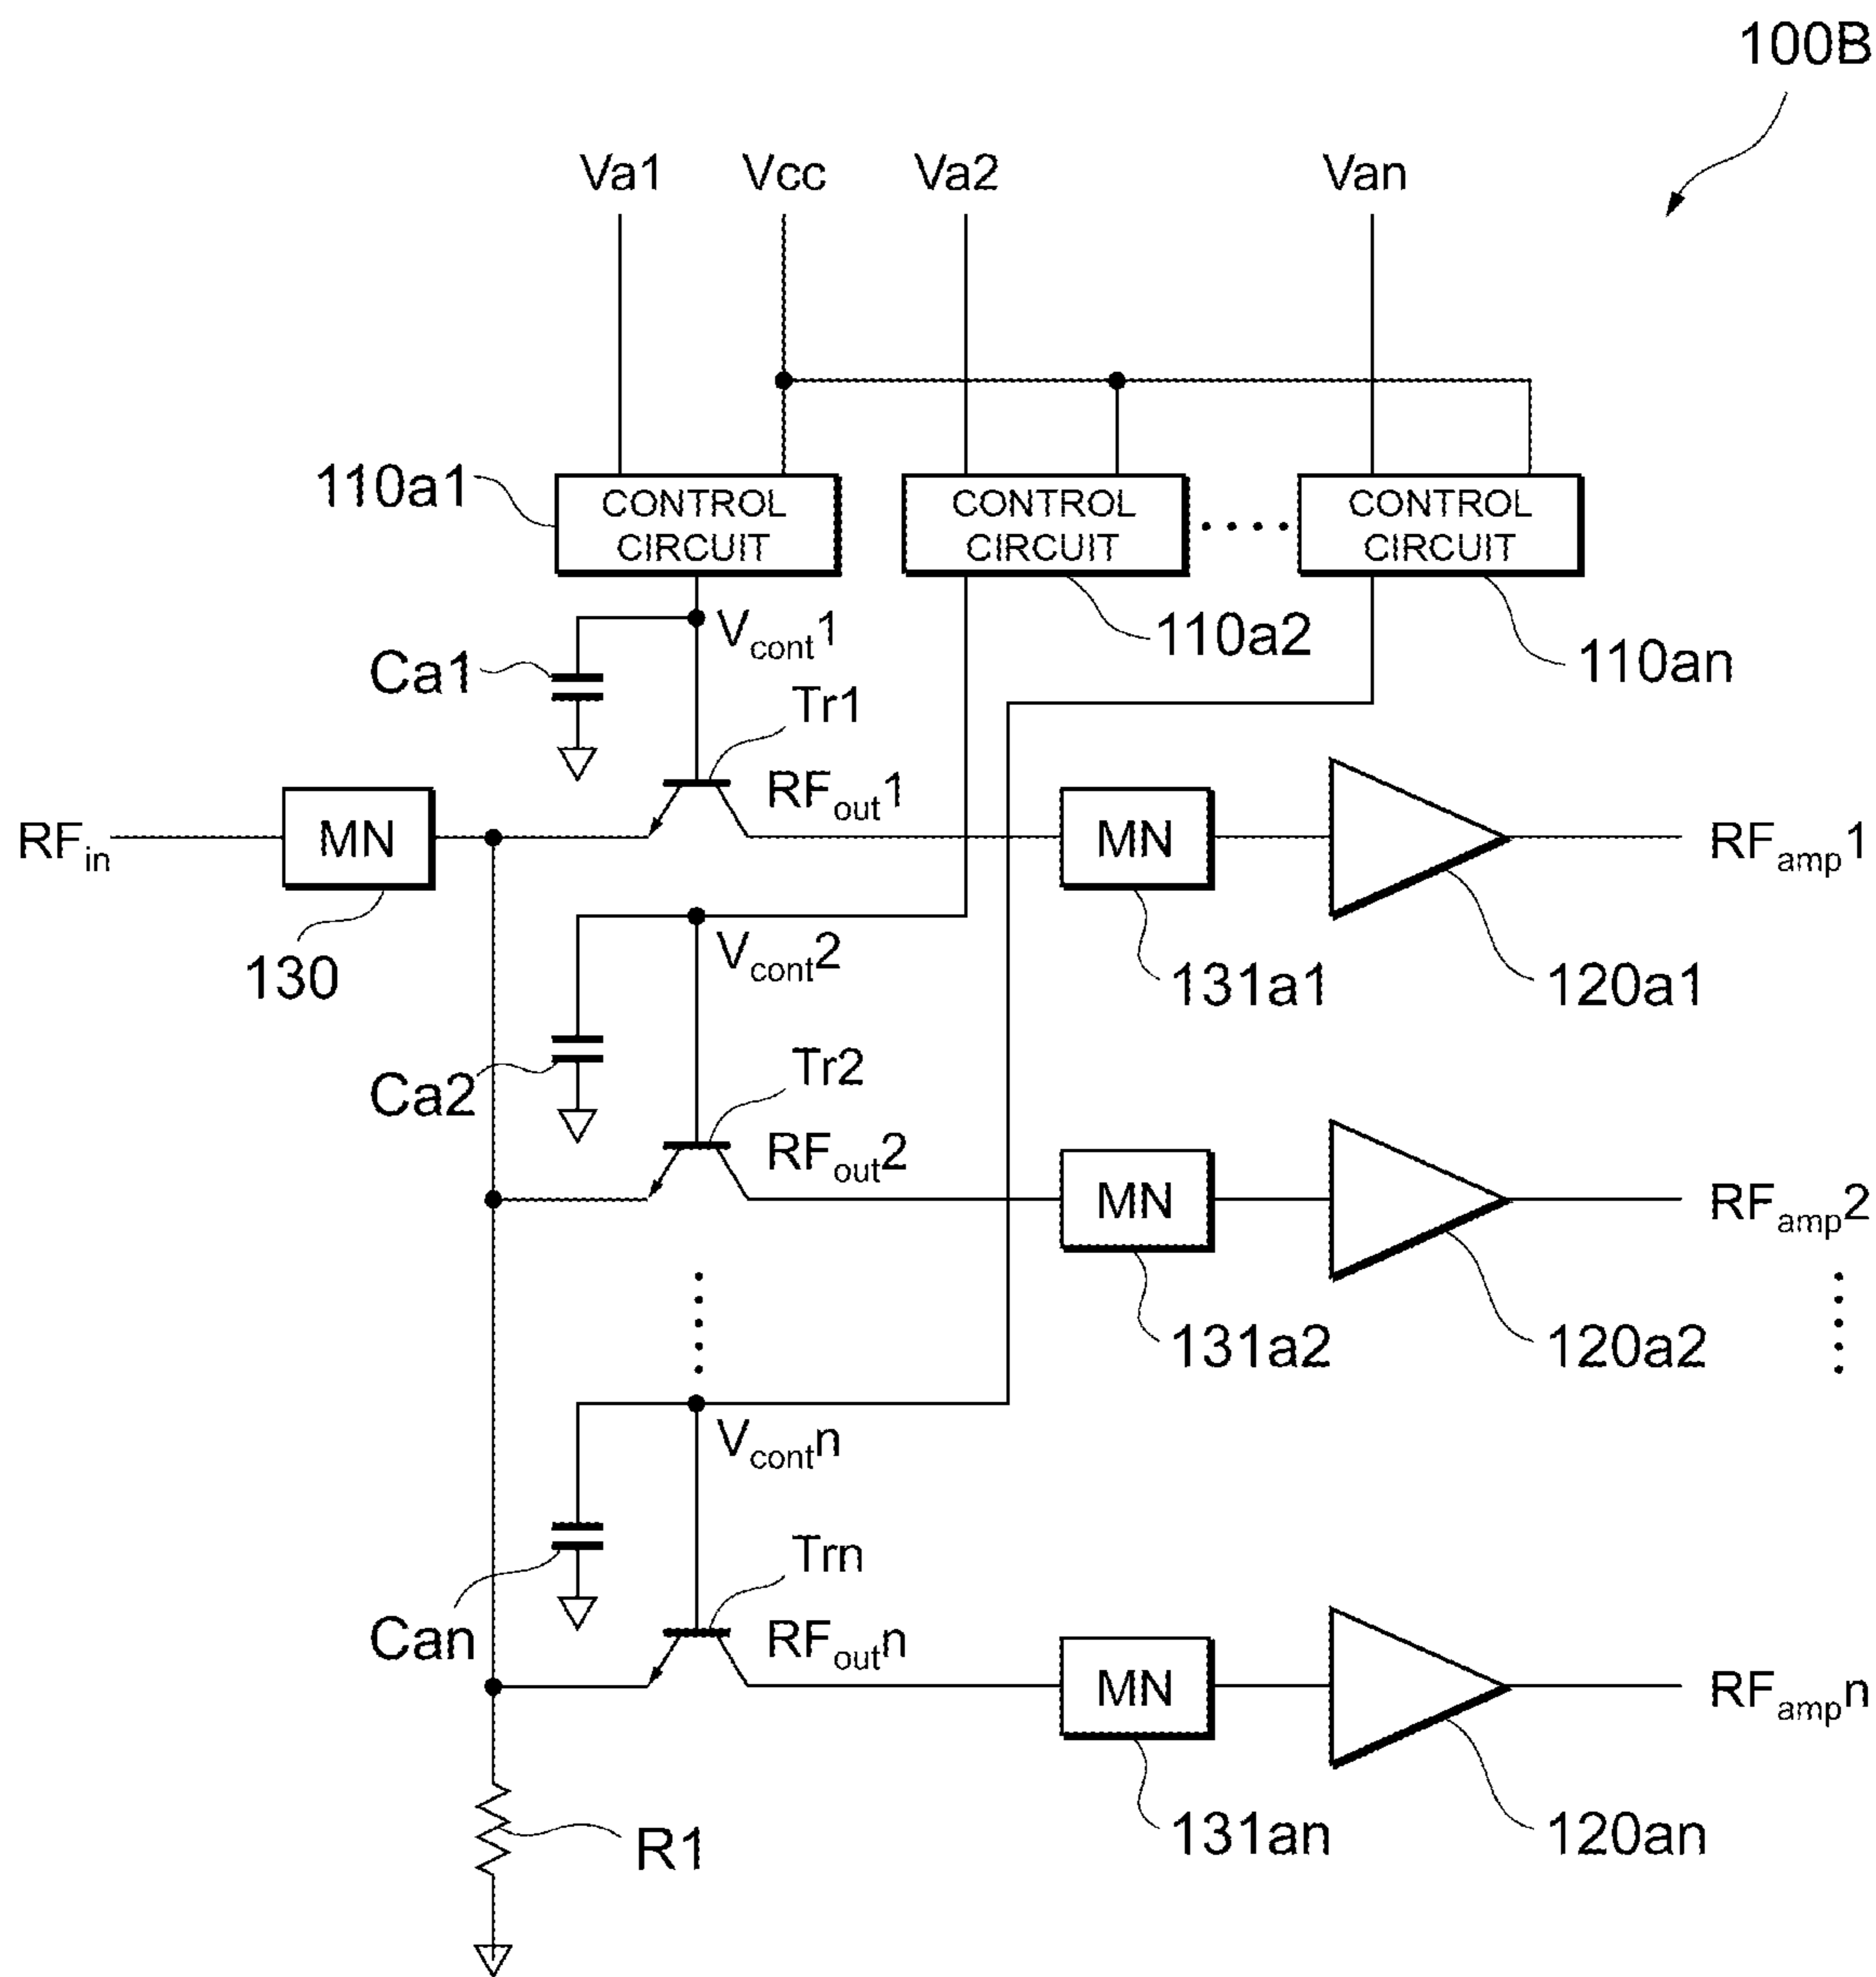 100B
Va1 Vcc Va2 Van
110a1
CONTROL CIRCUIT
CONTROL CIRCUIT
CONTROL CIRCUIT
110a2
110an
Vcont1
Ca1
Tr1
RFout1
RFin
MN
130
MN
131a1
120a1
RFamp1
Vcont2
Ca2
Tr2
RFout2
MN
131a2
120a2
RFamp2
Vcontn
Can
Trn
RFoutn
MN
131an
120an
RFampn
R1